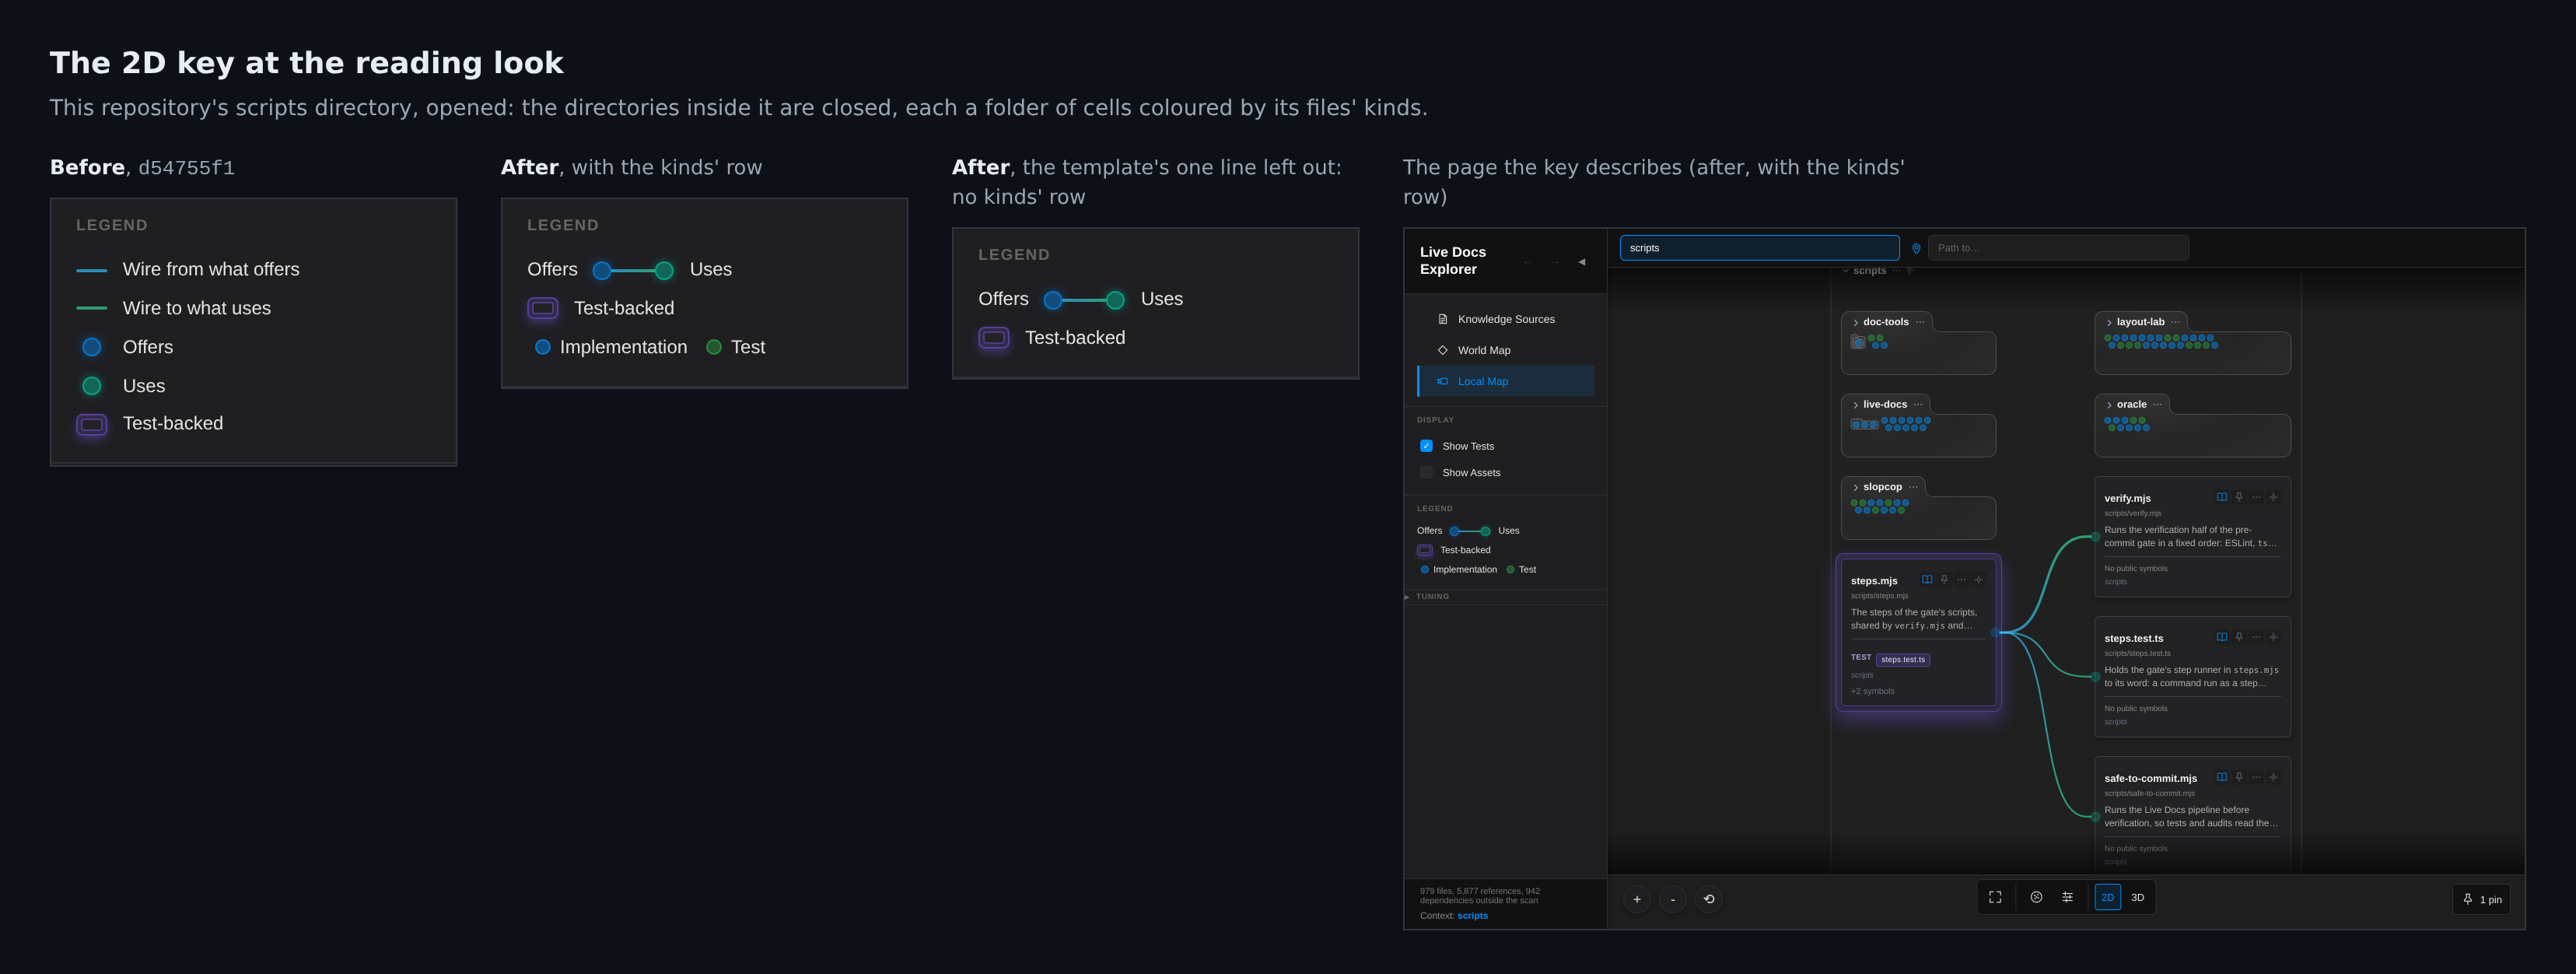 The 2D key at the reading look
This repository's scripts directory, opened: the directories inside it are closed, each a folder of cells coloured by its files' kinds.
Before, d54755f1
LEGEND
Wire from what offers
Wire to what uses
Offers
Uses
Test-backed
After, with the kinds' row
LEGEND
Offers Uses
Test-backed
Implementation Test
After, the template's one line left out:
no kinds' row
LEGEND
Offers Uses
Test-backed
The page the key describes (after, with the kinds'
row)
Live Docs
Explorer
Knowledge Sources
World Map
Local Map
DISPLAY
Show Tests
Show Assets
LEGEND
Offers Uses
Test-backed
Implementation Test
TUNING
979 files, 5,877 references, 942
dependencies outside the scan
Context: scripts
scripts
Path to…
scripts ···
doc-tools ···
layout-lab ···
live-docs ···
oracle ···
slopcop ···
steps.mjs
scripts/steps.mjs
The steps of the gate's scripts,
shared by verify.mjs and…
TEST steps.test.ts
scripts
+2 symbols
verify.mjs
scripts/verify.mjs
Runs the verification half of the pre-
commit gate in a fixed order: ESLint, ts…
No public symbols
scripts
steps.test.ts
scripts/steps.test.ts
Holds the gate's step runner in steps.mjs
to its word: a command run as a step…
No public symbols
scripts
safe-to-commit.mjs
scripts/safe-to-commit.mjs
Runs the Live Docs pipeline before
verification, so tests and audits read the…
No public symbols
scripts
+ -
2D 3D
1 pin